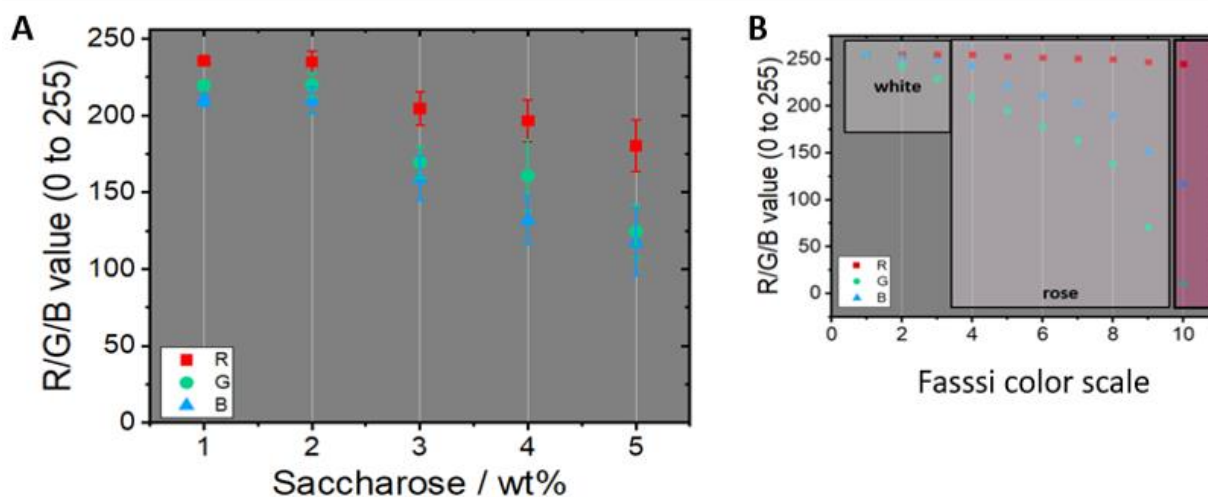 A
R/G/B value (0 to 255)
250
200
150
100
50
0
R
G
B
1 2 3 4 5
Saccharose / wt%
B
R/G/B value (0 to 255)
250
200
150
100
50
0
white
rose
R
G
B
0 2 4 6 8 10
Fasssi color scale